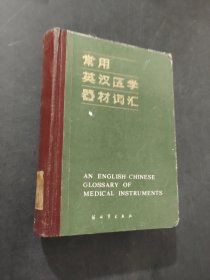 常用
英汉医学
器材词汇
AN ENGLISH-CHINESE
GLOSSARY OF
MEDICAL INSTRUMENTS